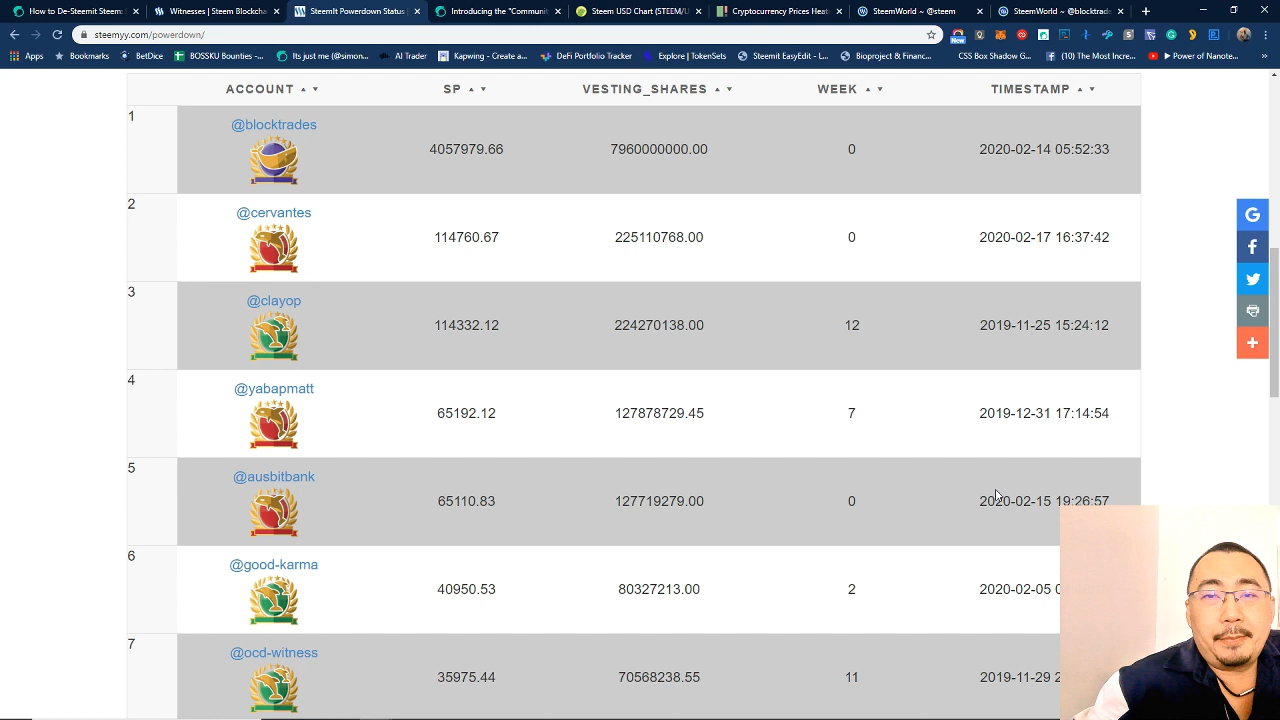 How to De-Steemit Steem:
Witnesses | Steem Blockcha
SteemIt Powerdown Status |
Introducing the "Communit
Steem USD Chart (STEEM/U
Cryptocurrency Prices Heat
SteemWorld ~ @steem
SteemWorld ~ @blocktrade
steemyy.com/powerdown/
Apps
Bookmarks
BetDice
BOSSKU Bounties -...
Its just me (@simon...
AI Trader
Kapwing - Create a...
DeFi Portfolio Tracker
Explore | TokenSets
Steemit EasyEdit - L...
Bioproject & Financ...
CSS Box Shadow G...
(10) The Most Incre...
Power of Nanote...
ACCOUNT SP VESTING_SHARES WEEK TIMESTAMP
1 @blocktrades 4057979.66 7960000000.00 0 2020-02-14 05:52:33
2 @cervantes 114760.67 225110768.00 0 2020-02-17 16:37:42
3 @clayop 114332.12 224270138.00 12 2019-11-25 15:24:12
4 @yabapmatt 65192.12 127878729.45 7 2019-12-31 17:14:54
5 @ausbitbank 65110.83 127719279.00 0 2020-02-15 19:26:57
6 @good-karma 40950.53 80327213.00 2 2020-02-05
7 @ocd-witness 35975.44 70568238.55 11 2019-11-29